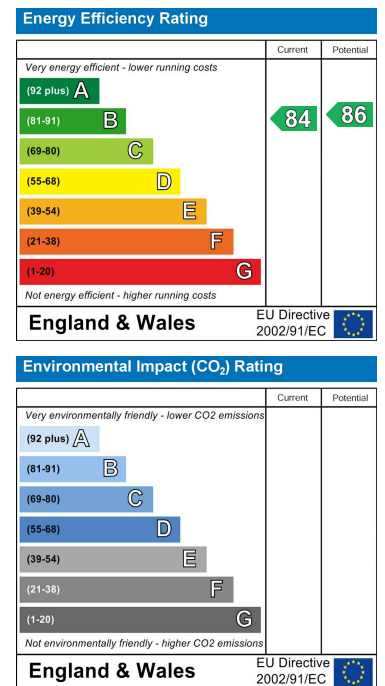 Energy Efficiency Rating
Current Potential
Very energy efficient - lower running costs
(92 plus) A
(81-91) B
84 86
(69-80) C
(55-68) D
(39-54) E
(21-38) F
(1-20) G
Not energy efficient - higher running costs
England & Wales
EU Directive
2002/91/EC
Environmental Impact (CO₂) Rating
Current Potential
Very environmentally friendly - lower CO2 emissions
(92 plus) A
(81-91) B
(69-80) C
(55-68) D
(39-54) E
(21-38) F
(1-20) G
Not environmentally friendly - higher CO2 emissions
England & Wales
EU Directive
2002/91/EC